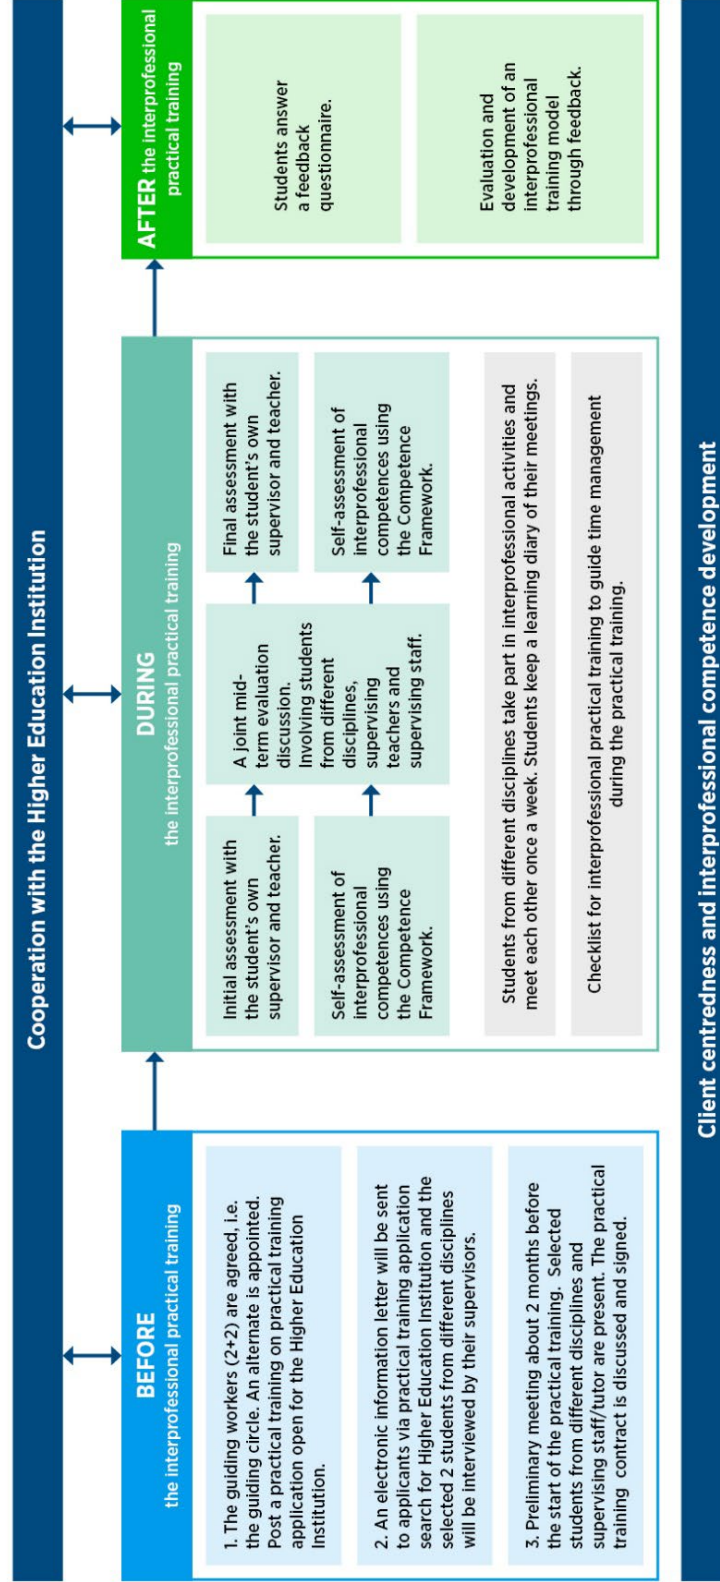 Cooperation with the Higher Education Institution
BEFORE
the interprofessional practical training
1. The guiding workers (2+2) are agreed, i.e.
the guiding circle. An alternate is appointed.
Post a practical training on practical training
application open for the Higher Education
Institution.
2. An electronic information letter will be sent
to applicants via practical training application
search for Higher Education Institution and the
selected 2 students from different disciplines
will be interviewed by their supervisors.
3. Preliminary meeting about 2 months before
the start of the practical training. Selected
students from different disciplines and
supervising staff/tutor are present. The practical
training contract is discussed and signed.
DURING
the interprofessional practical training
Initial assessment with
the student's own
supervisor and teacher.
Self-assessment of
interprofessional
competences using
the Competence
Framework.
A joint mid-
term evaluation
discussion.
Involving students
from different
disciplines,
supervising
teachers and
supervising staff.
Final assessment with
the student's own
supervisor and teacher.
Self-assessment of
interprofessional
competences using
the Competence
Framework.
Students from different disciplines take part in interprofessional activities and
meet each other once a week. Students keep a learning diary of their meetings.
Checklist for interprofessional practical training to guide time management
during the practical training.
AFTER the interprofessional
practical training
Students answer
a feedback
questionnaire.
Evaluation and
development of an
interprofessional
training model
through feedback.
Client centredness and interprofessional competence development